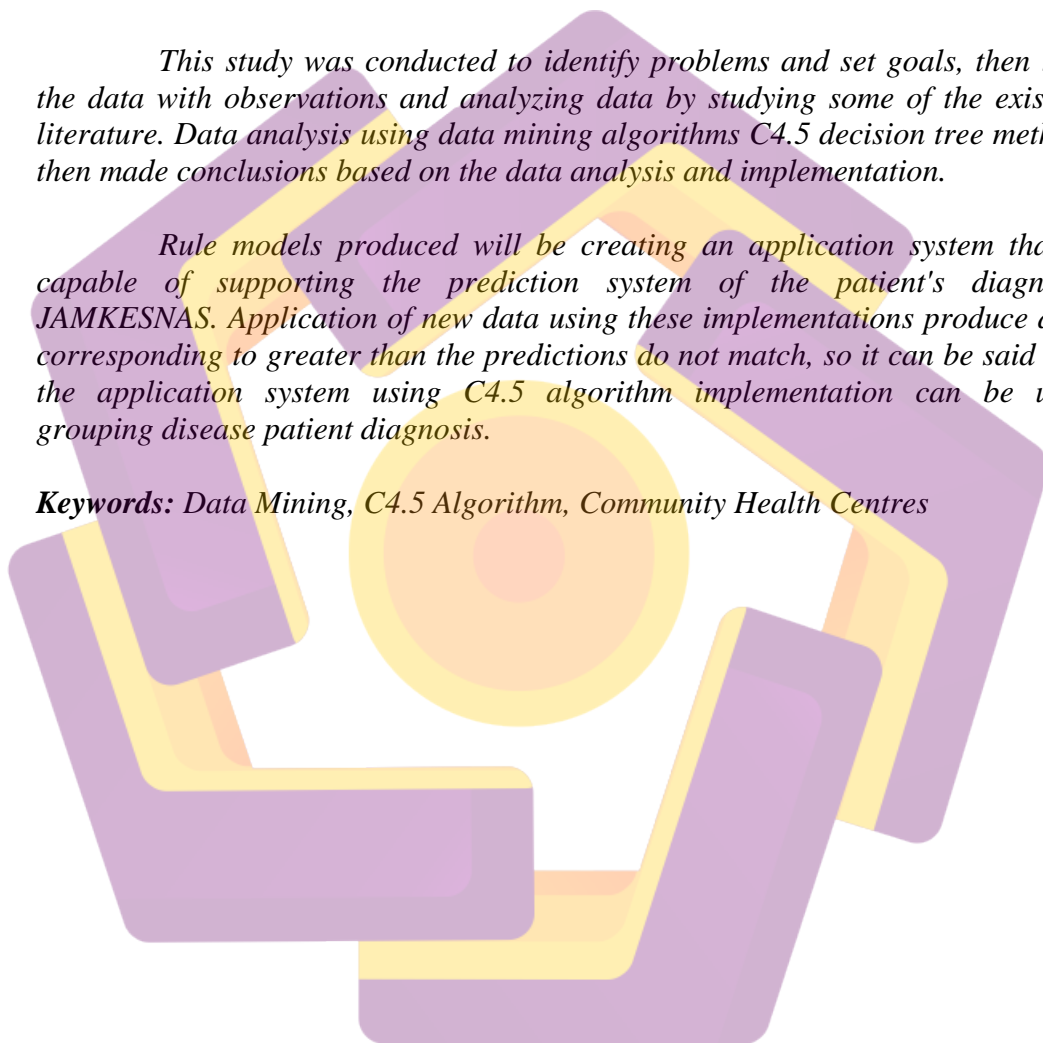 This study was conducted to identify problems and set goals, then
the data with observations and analyzing data by studying some of the exis
literature. Data analysis using data mining algorithms C4.5 decision tree meth
then made conclusions based on the data analysis and implementation.
Rule models produced will be creating an application system tha
capable of supporting the prediction system of the patient's diagn
JAMKESNAS. Application of new data using these implementations produce
corresponding to greater than the predictions do not match, so it can be said
the application system using C4.5 algorithm implementation can be u
grouping disease patient diagnosis.
Keywords: Data Mining, C4.5 Algorithm, Community Health Centres